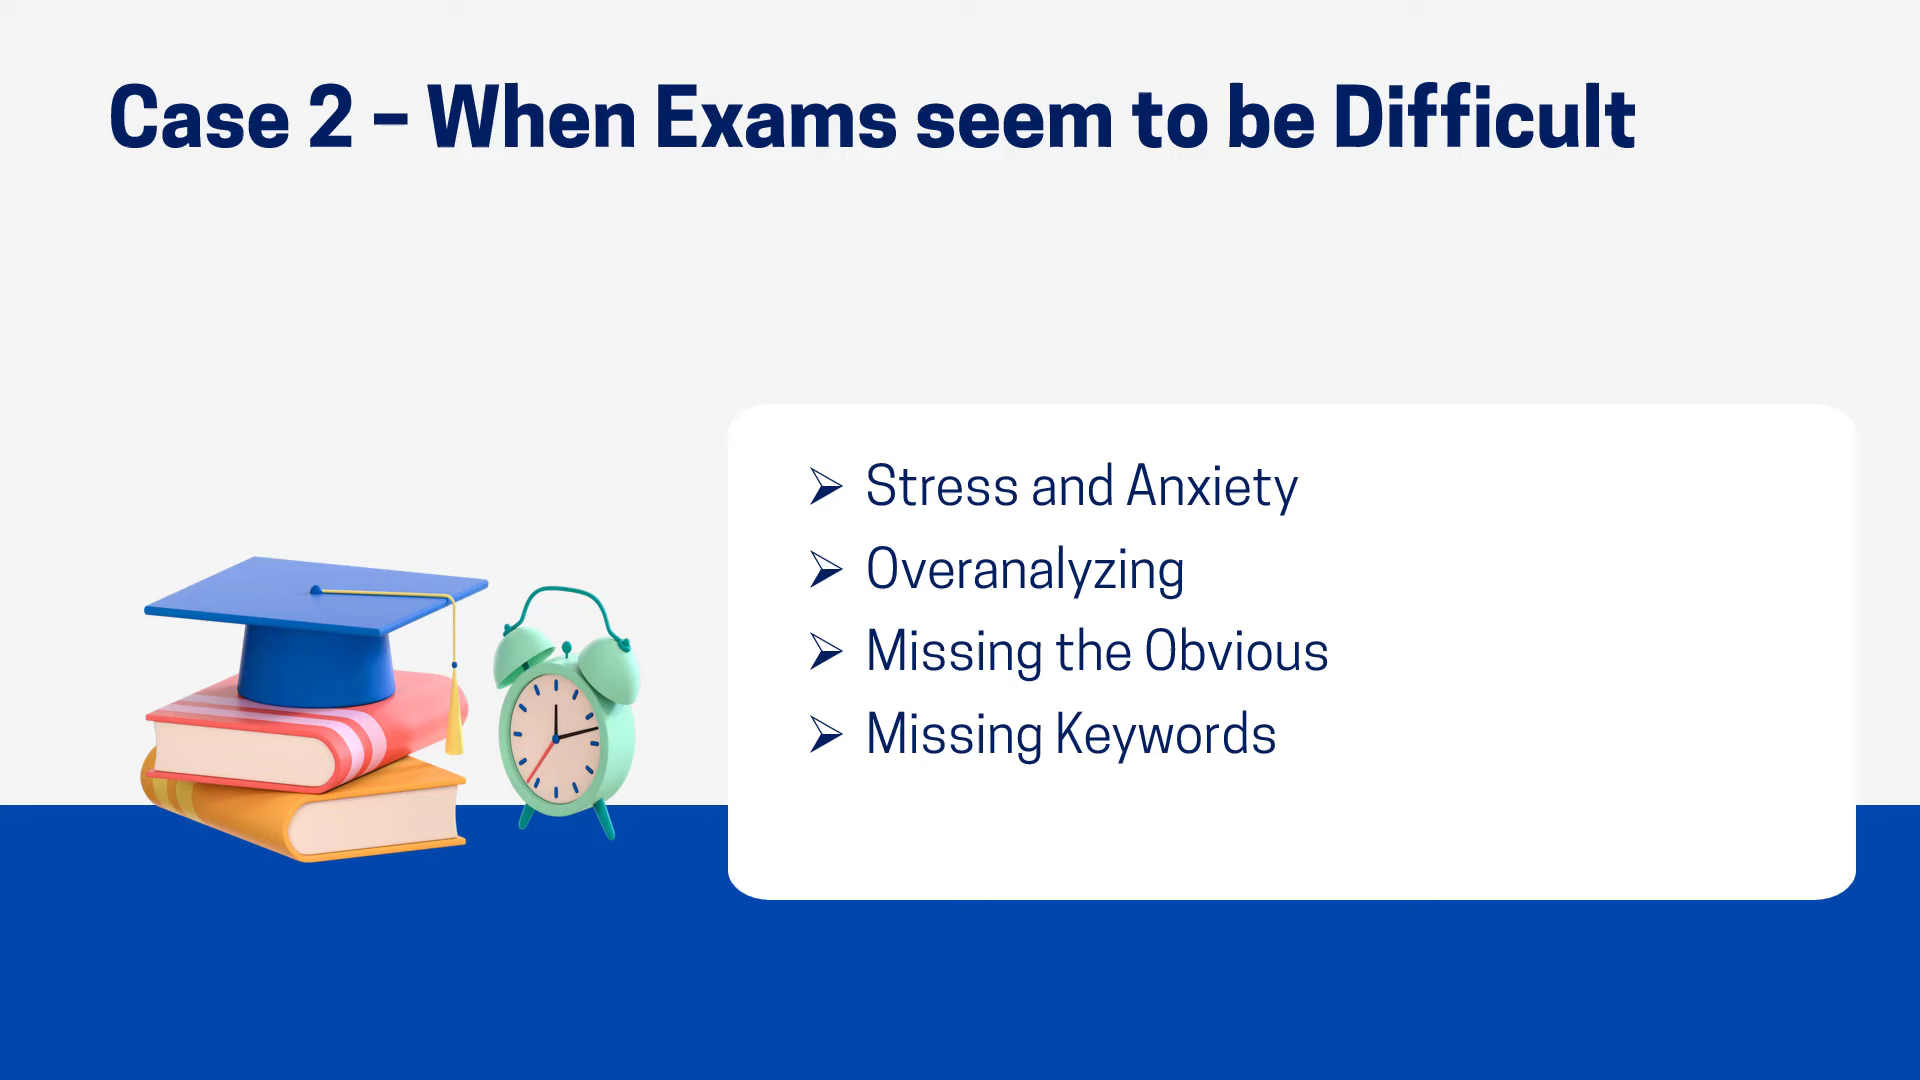 Case 2 – When Exams seem to be Difficult
➢ Stress and Anxiety
➢ Overanalyzing
➢ Missing the Obvious
➢ Missing Keywords